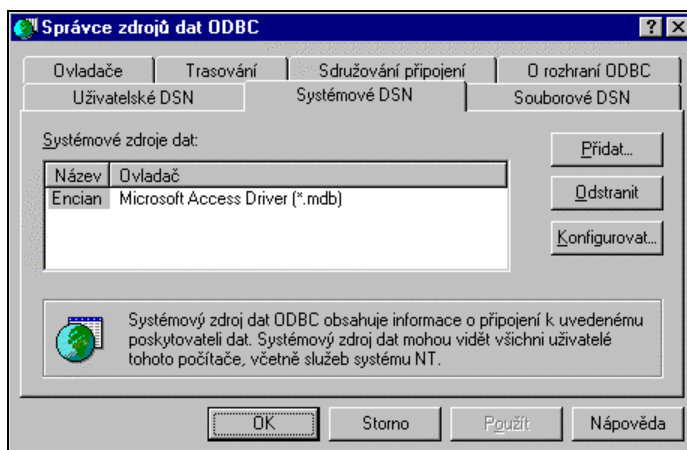 Správce zdrojů dat ODBC
Ovladače Trasování Sdružování připojení O rozhraní ODBC
Uživatelské DSN Systémové DSN Souborové DSN
Systémové zdroje dat:
Název Ovladač
Encian Microsoft Access Driver (*.mdb)
Přidat...
Odstranit
Konfigurovat...
Systémový zdroj dat ODBC obsahuje informace o připojení k uvedenému
poskytovateli dat. Systémový zdroj dat mohou vidět všichni uživatelé
tohoto počítače, včetně služeb systému NT.
OK Storno Použít Nápověda